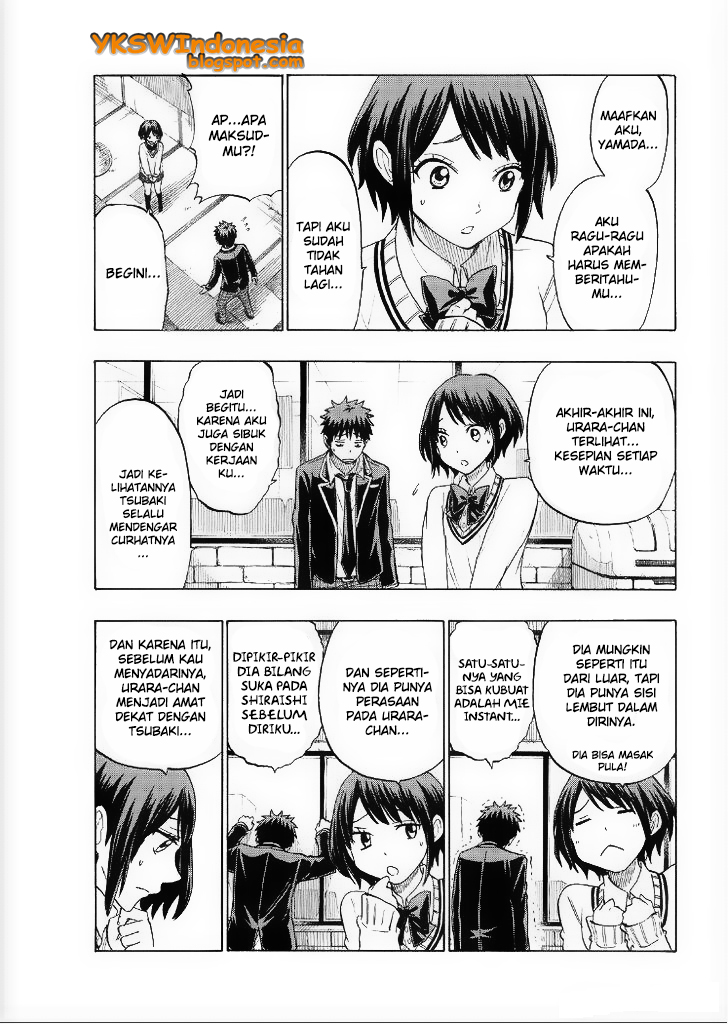 YKSWIndonesia
blogspot.com
MAAFKAN
AKU,
YAMADA...
AKU
RAGU-RAGU
APAKAH
HARUS MEM-
BERITAHU-
MU...
TAPI AKU
SUDAH
TIDAK
TAHAN
LAGI...
AP...APA
MAKSUD-
MU?!
BEGINI...
AKHIR-AKHIR INI,
URARA-CHAN
TERLIHAT...
KESEPIAN SETIAP
WAKTU...
JADI
BEGITU...
KARENA AKU
JUGA SIBUK
DENGAN
KERJAAN
KU...
JADI KE-
LIHATANNYA
TSUBAKI
SELALU
MENDENGAR
CURHATNYA
...
DIA MUNGKIN
SEPERTI ITU
DARI LUAR, TAPI
DIA PUNYA SISI
LEMBUT DALAM
DIRINYA.
DIA BISA MASAK
PULA!
SATU-SATU-
NYA YANG
BISA KUBUAT
ADALAH MIE
INSTANT...
DAN SEPERTI-
NYA DIA PUNYA
PERASAAN
PADA URARA-
CHAN...
DIPIKIR-PIKIR
DIA BILANG
SUKA PADA
SHIRAISHI
SEBELUM
DIRIKU...
DAN KARENA ITU,
SEBELUM KAU
MENYADARINYA,
URARA-CHAN
MENJADI AMAT
DEKAT DENGAN
TSUBAKI...